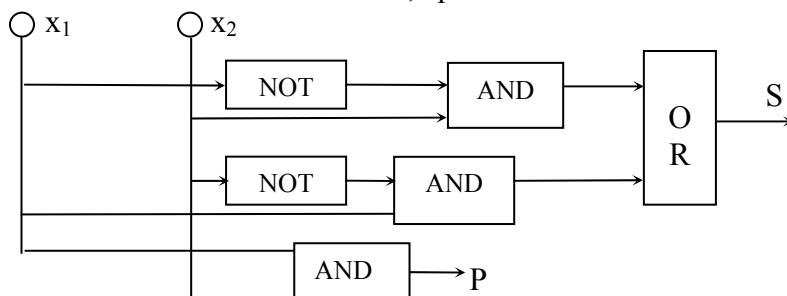 x₁ x₂
NOT AND
S
O
R
NOT AND
AND P